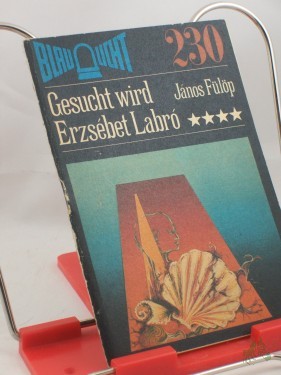 BLAULICHT
230
Gesucht wird
János Fülöp
Erzsébet Labró
★★★★